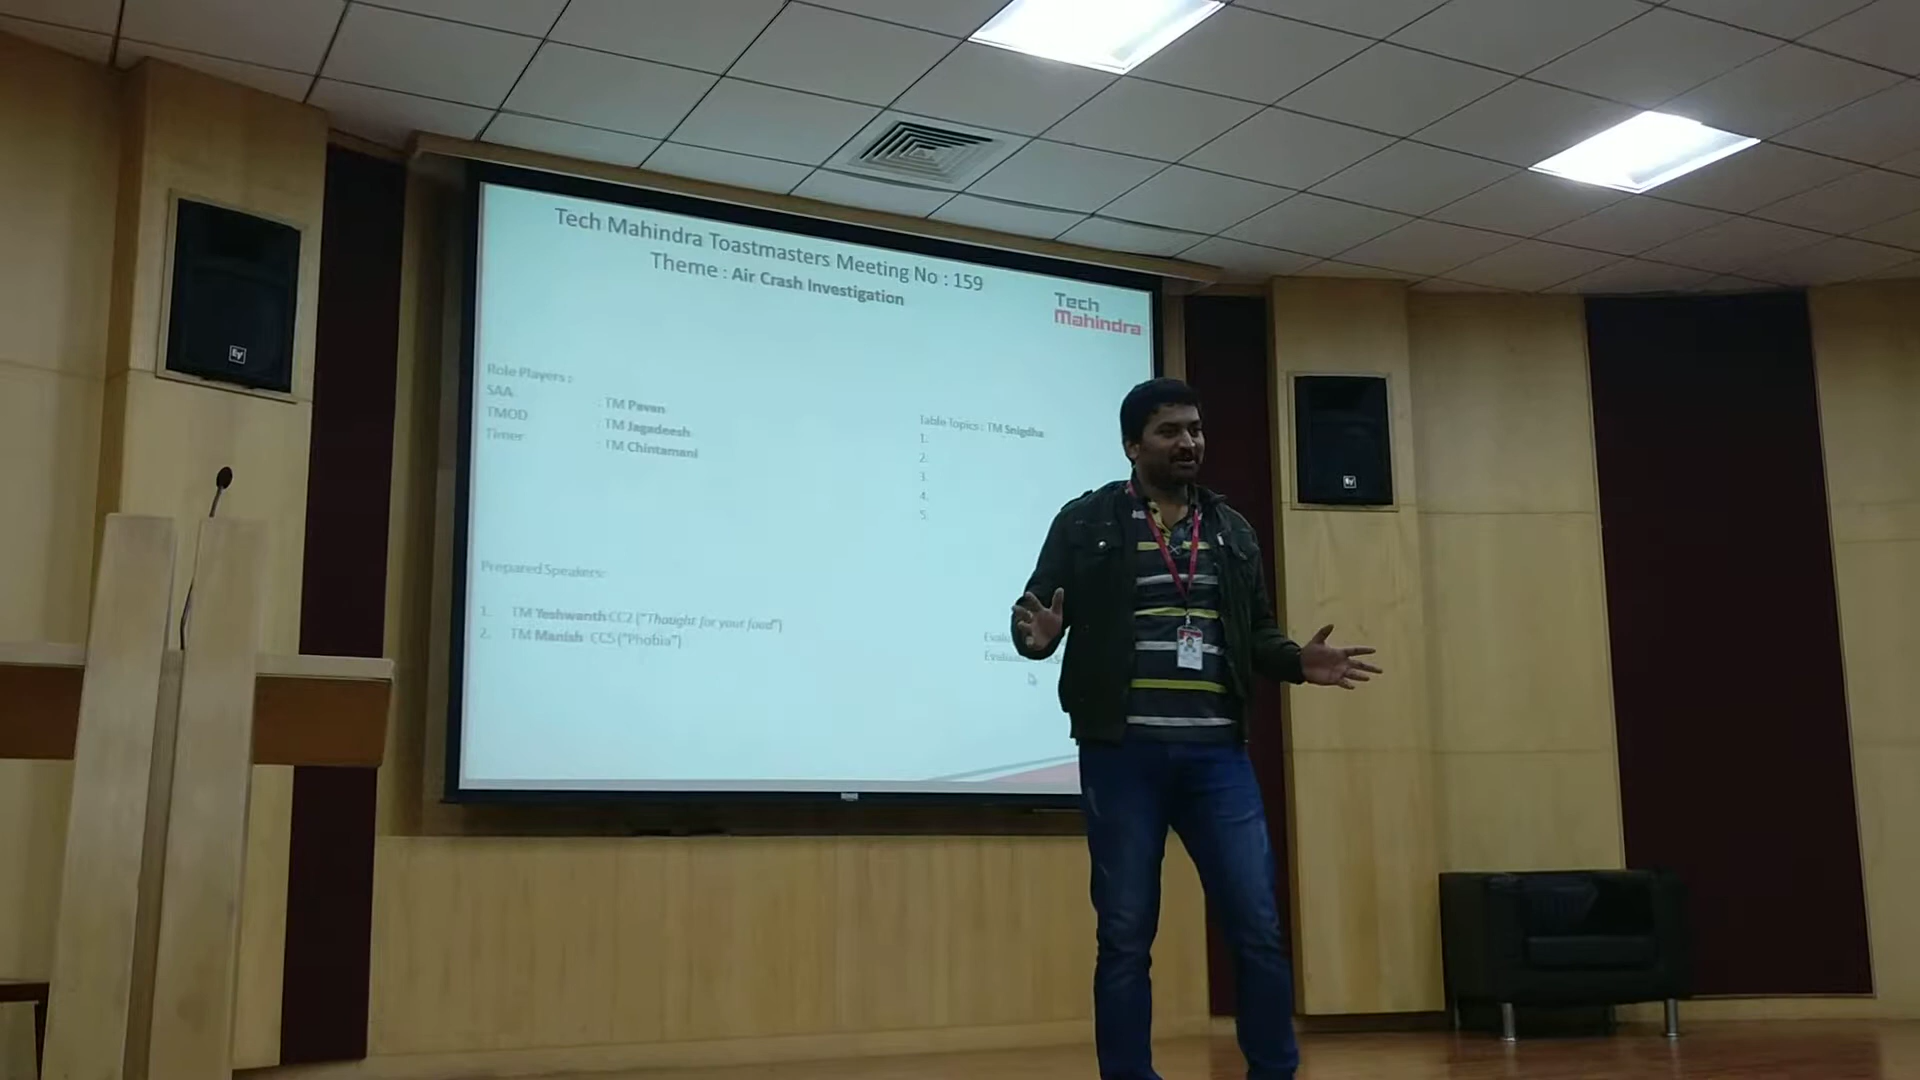 Tech Mahindra Toastmasters Meeting No : 159
Theme : Air Crash Investigation
Tech
Mahindra
Role Players :
SAA : TM Pavan
TMOD : TM Jagadeesh
Timer : TM Chintamani
Table Topics : TM Snigdha
1.
2.
3.
4.
5.
Prepared Speakers:
1. TM Yeshwanth CC2 ("Thought for your food")
2. TM Manish CC5 ("Phobia")
EV
EV